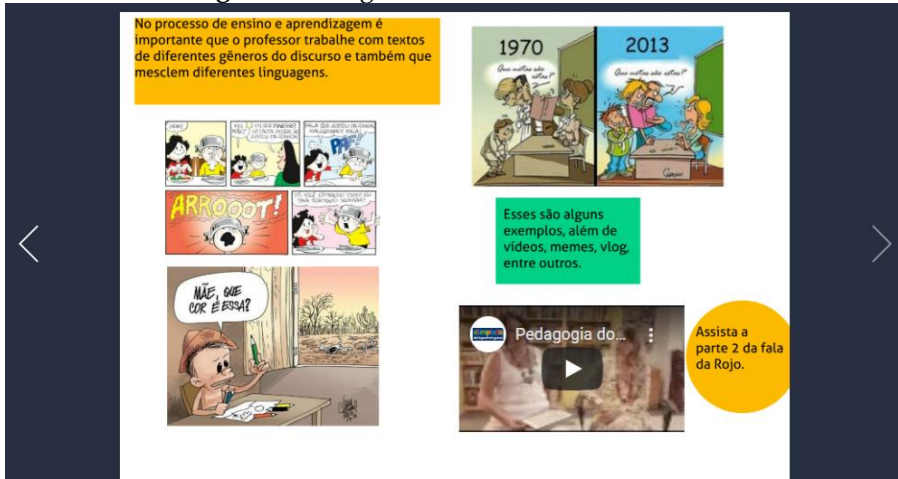 No processo de ensino e aprendizagem é
importante que o professor trabalhe com textos
de diferentes gêneros do discurso e também que
mesclem diferentes linguagens.
1970
Que notas são
estas?
2013
Que notas são
estas?
PAF!
ARROOOT!
MÃE, QUE
COR É ESSA?
Esses são alguns
exemplos, além de
vídeos, memes, vlog,
entre outros.
Pedagogia do...
Assista a
parte 2 da fala
da Rojo.